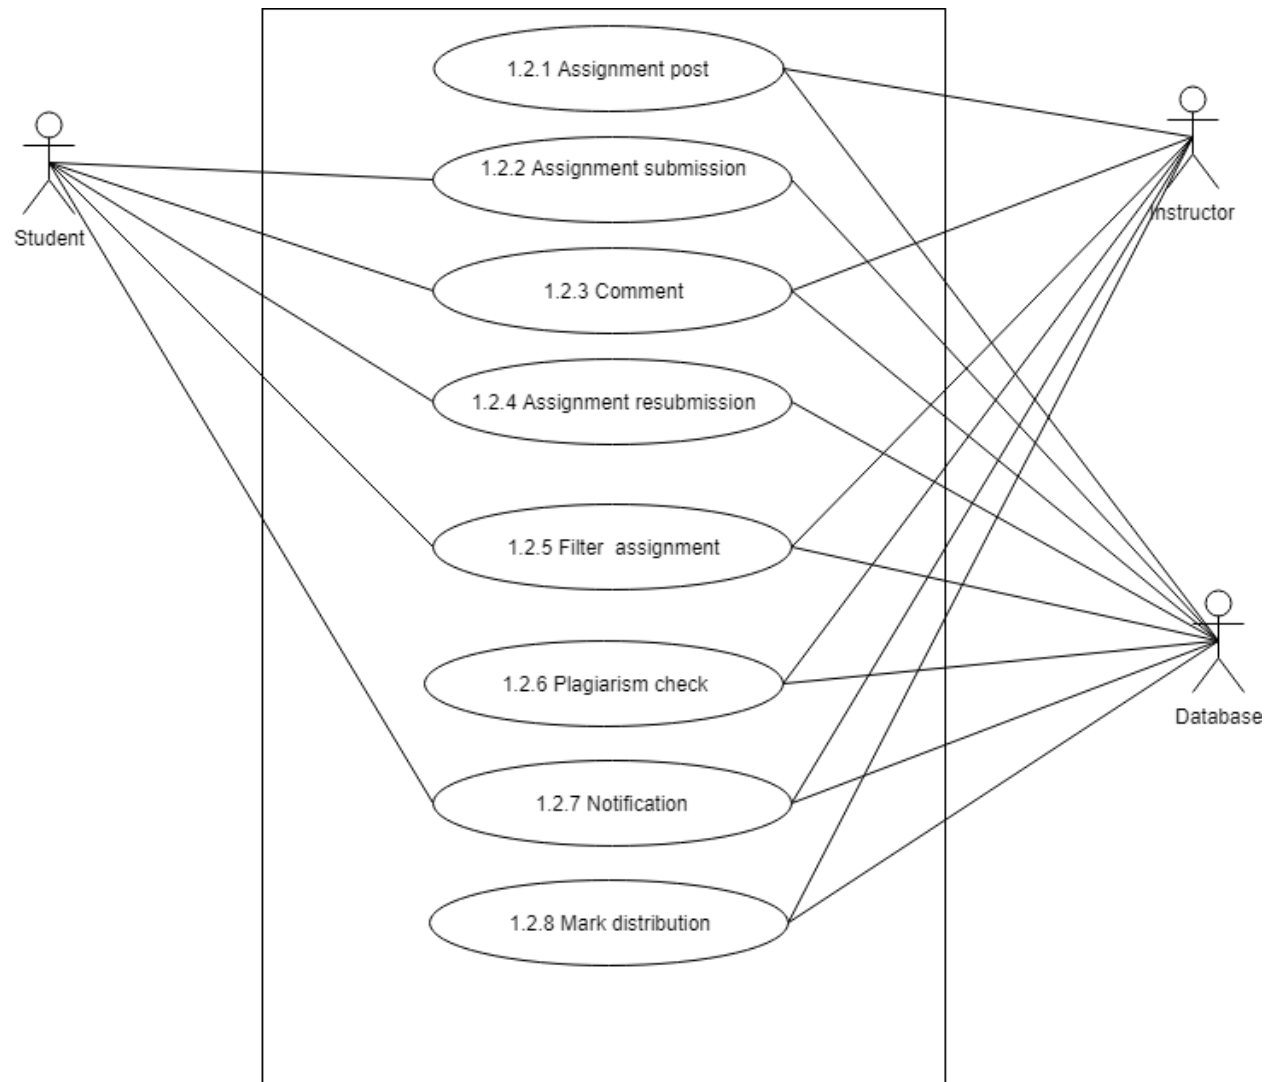 1.2.1 Assignment post
1.2.2 Assignment submission
Instructor
Student
1.2.3 Comment
1.2.4 Assignment resubmission
1.2.5 Filter  assignment
1.2.6 Plagiarism check
Database
1.2.7 Notification
1.2.8 Mark distribution